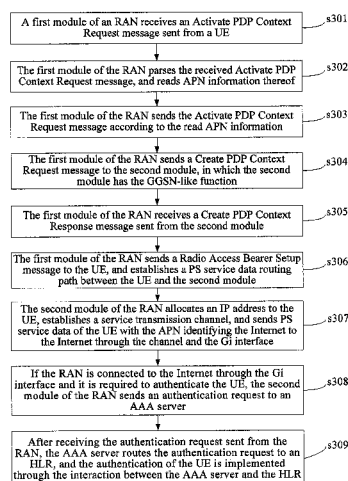 A first module of an RAN receives an Activate PDP Context
Request message sent from a UE
s301
The first module of the RAN parses the received Activate PDP
Context Request message, and reads APN information thereof
s302
The first module of the RAN sends the Activate PDP Context
Request message according to the read APN information
s303
The first module of the RAN sends a Create PDP Context
Request message to the second module, in which the second
module has the GGSN-like function
s304
The first module of the RAN receives a Create PDP Context
Response message sent from the second module
s305
The first module of the RAN sends a Radio Access Bearer Setup
message to the UE, and establishes a PS service data routing
path between the UE and the second module
s306
The second module of the RAN allocates an IP address to the
UE, establishes a service transmission channel, and sends PS
service data of the UE with the APN identifying the Internet to
the Internet through the channel and the Gi interface
s307
If the RAN is connected to the Internet through the Gi
interface and it is required to authenticate the UE, the second
module of the RAN sends an authentication request to an
AAA server
s308
After receiving the authentication request sent from the
RAN, the AAA server routes the authentication request to an
HLR, and the authentication of the UE is implemented
through the interaction between the AAA server and the HLR
s309